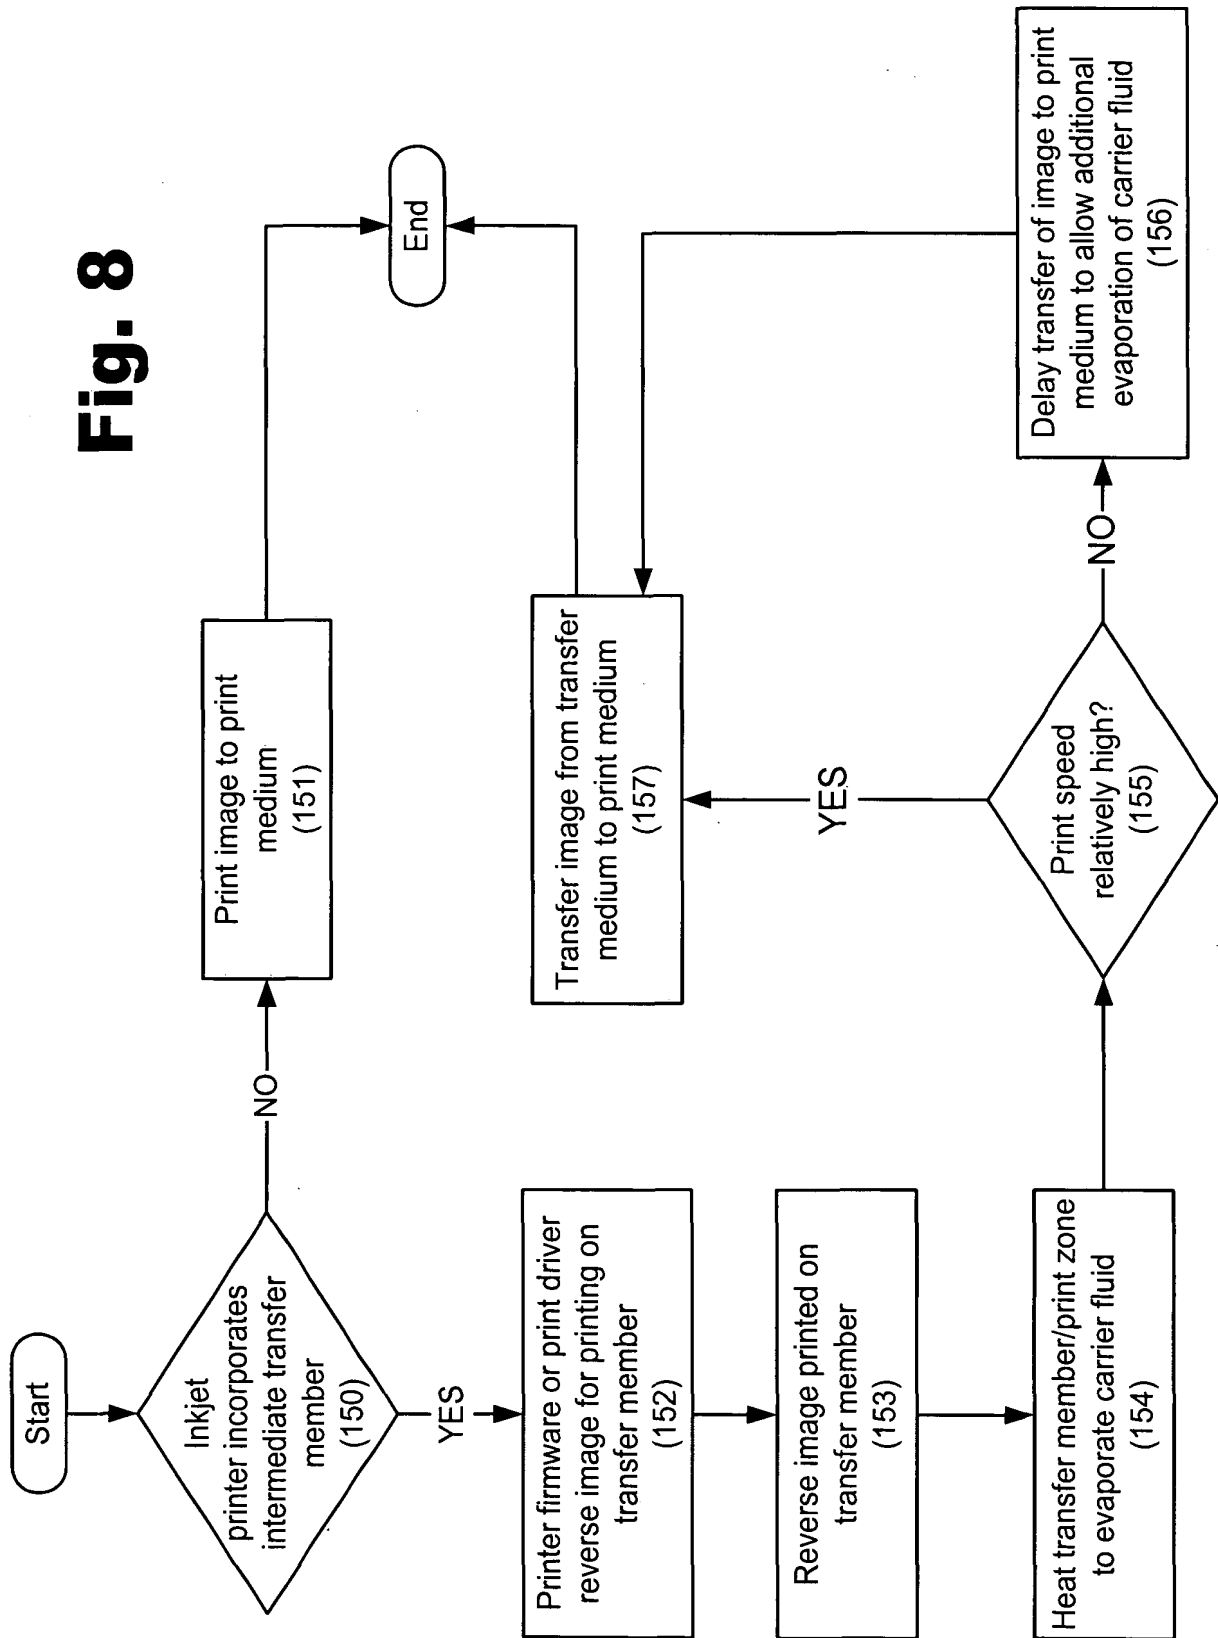 Fig. 8
Start
Inkjet
printer incorporates
intermediate transfer
member
(150)
NO
Print image to print
medium
(151)
End
YES
Printer firmware or print driver
reverse image for printing on
transfer member
(152)
Reverse image printed on
transfer member
(153)
Heat transfer member/print zone
to evaporate carrier fluid
(154)
Print speed
relatively high?
(155)
YES
Transfer image from transfer
medium to print medium
(157)
NO
Delay transfer of image to print
medium to allow additional
evaporation of carrier fluid
(156)